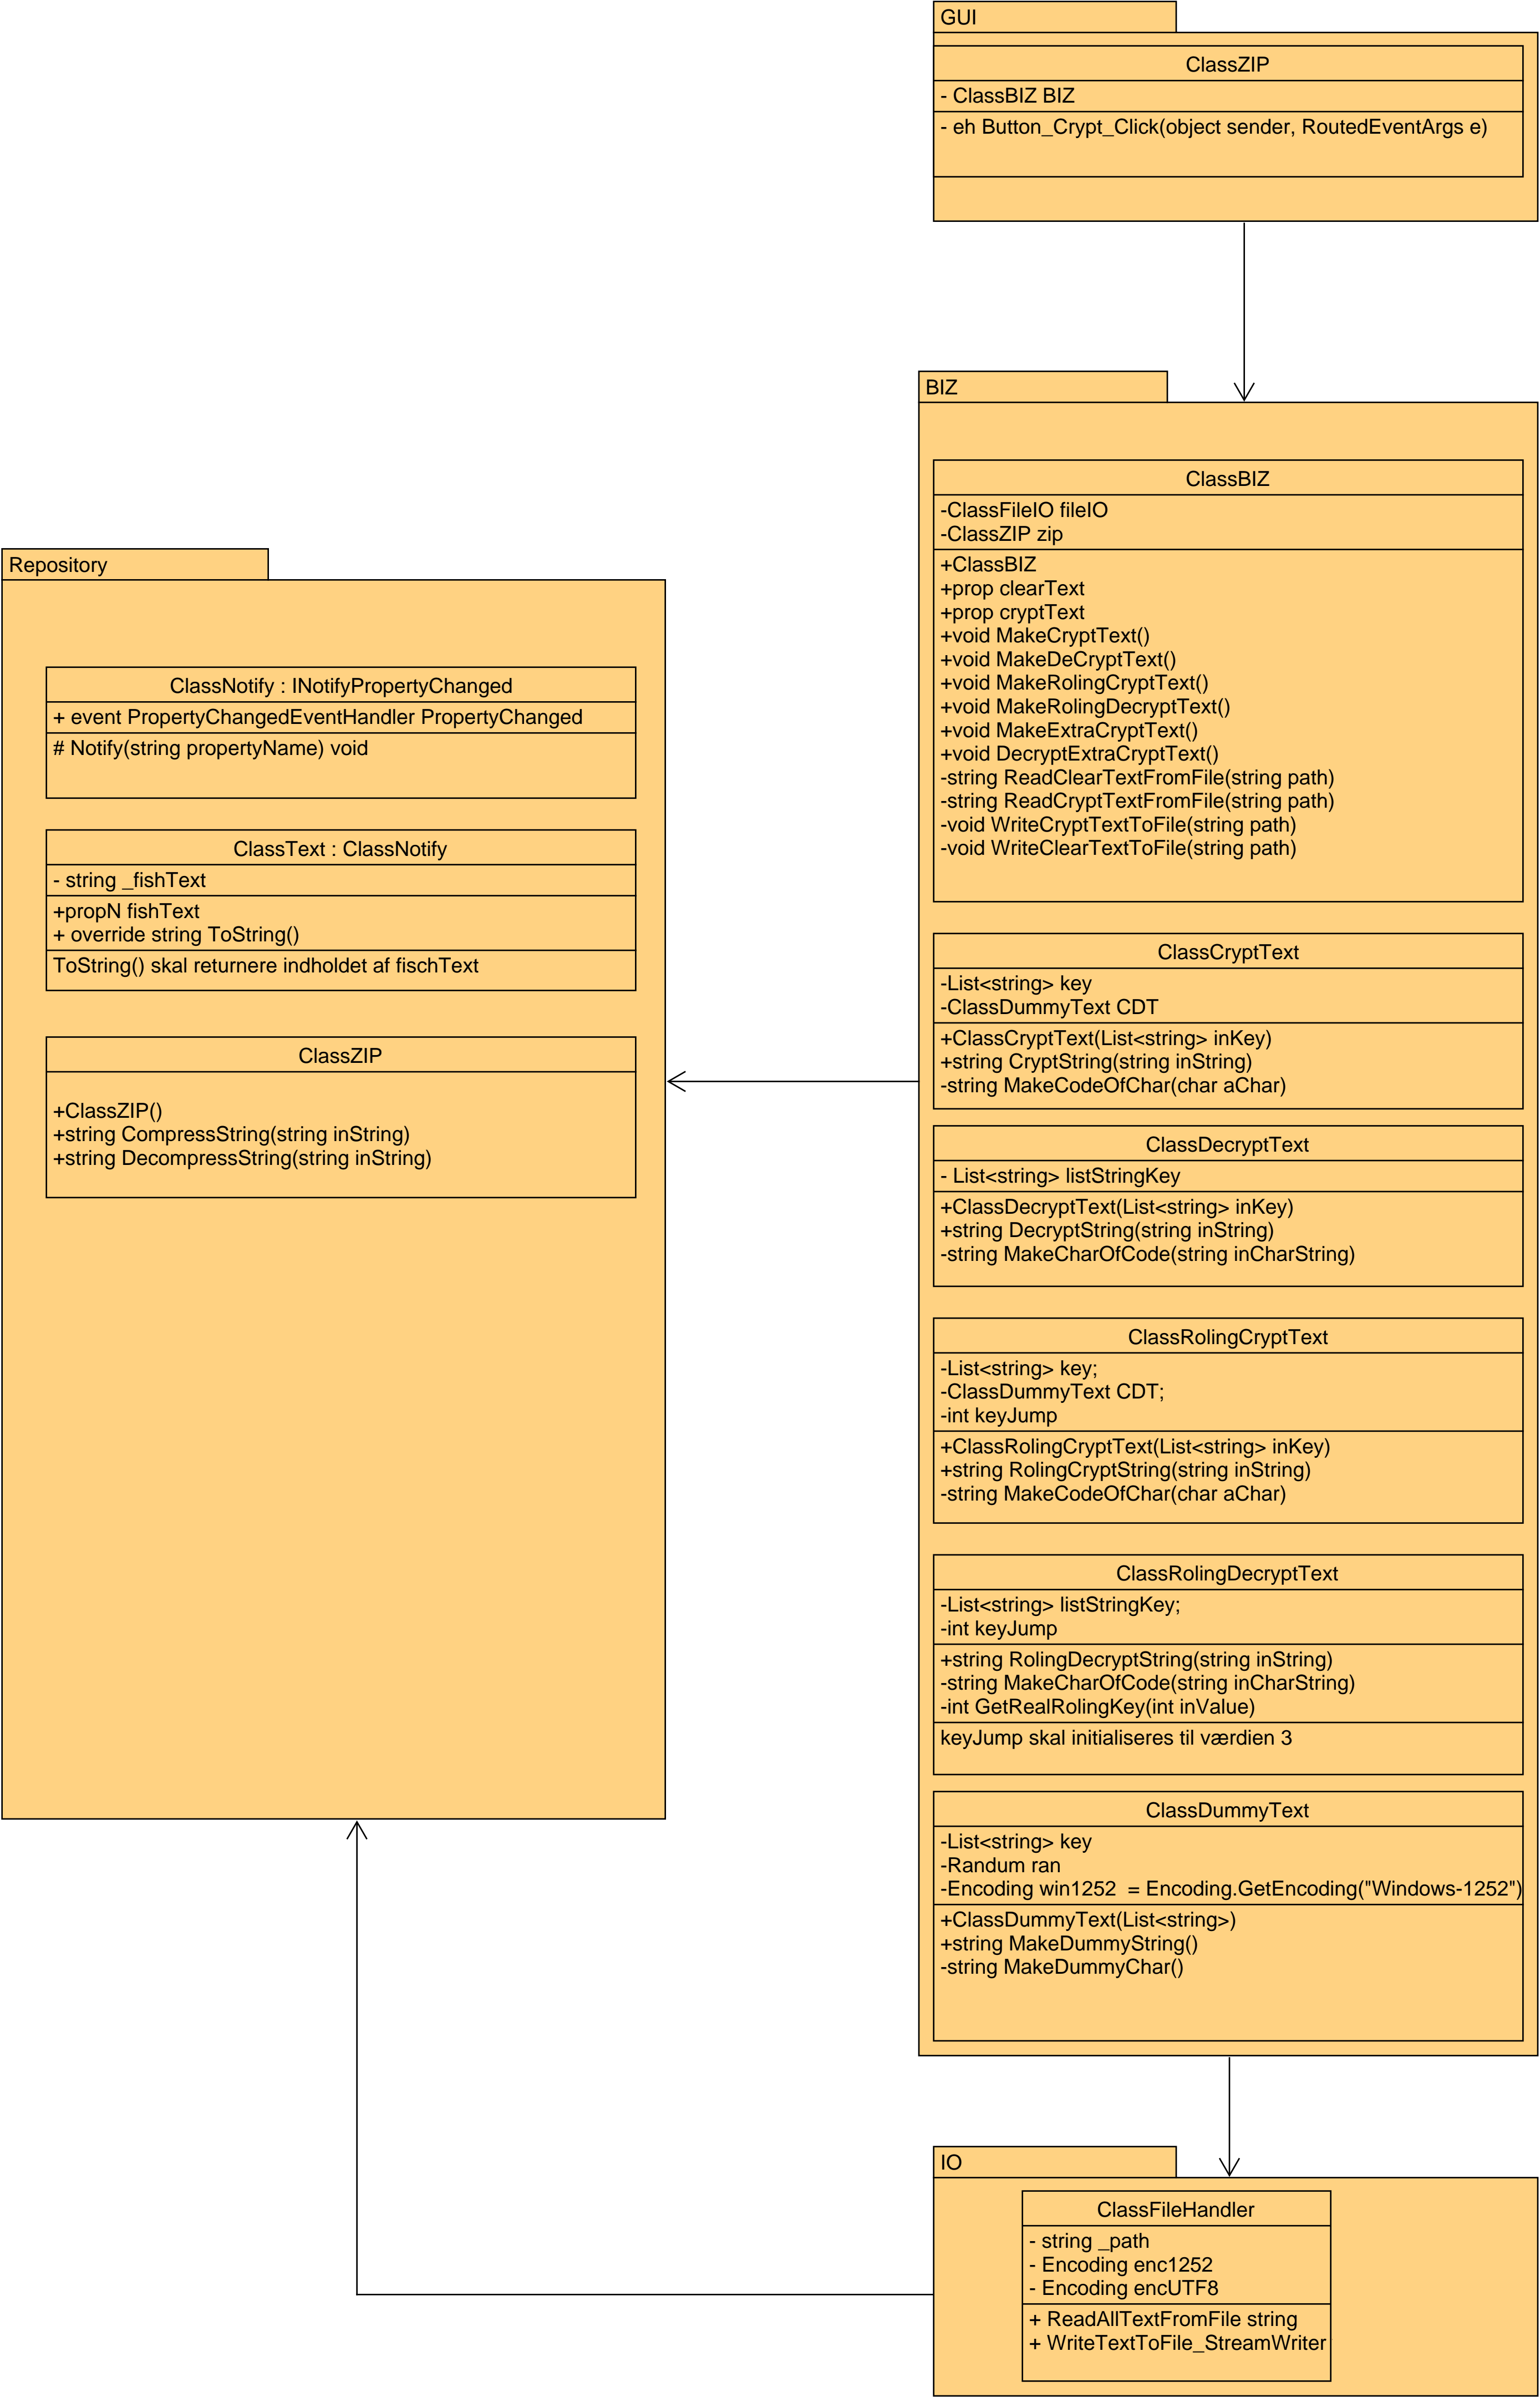 GUI
ClassZIP
- ClassBIZ BIZ
- eh Button_Crypt_Click(object sender, RoutedEventArgs e)
BIZ
ClassBIZ
-ClassFileIO fileIO
-ClassZIP zip
+ClassBIZ
+prop clearText
+prop cryptText
+void MakeCryptText()
+void MakeDeCryptText()
+void MakeRolingCryptText()
+void MakeRolingDecryptText()
+void MakeExtraCryptText()
+void DecryptExtraCryptText()
-string ReadClearTextFromFile(string path)
-string ReadCryptTextFromFile(string path)
-void WriteCryptTextToFile(string path)
-void WriteClearTextToFile(string path)
ClassCryptText
-List<string> key
-ClassDummyText CDT
+ClassCryptText(List<string> inKey)
+string CryptString(string inString)
-string MakeCodeOfChar(char aChar)
ClassDecryptText
- List<string> listStringKey
+ClassDecryptText(List<string> inKey)
+string DecryptString(string inString)
-string MakeCharOfCode(string inCharString)
ClassRolingCryptText
-List<string> key;
-ClassDummyText CDT;
-int keyJump
+ClassRolingCryptText(List<string> inKey)
+string RolingCryptString(string inString)
-string MakeCodeOfChar(char aChar)
ClassRolingDecryptText
-List<string> listStringKey;
-int keyJump
+string RolingDecryptString(string inString)
-string MakeCharOfCode(string inCharString)
-int GetRealRolingKey(int inValue)
keyJump skal initialiseres til værdien 3
ClassDummyText
-List<string> key
-Randum ran
-Encoding win1252  = Encoding.GetEncoding("Windows-1252")
+ClassDummyText(List<string>)
+string MakeDummyString()
-string MakeDummyChar()
Repository
ClassNotify : INotifyPropertyChanged
+ event PropertyChangedEventHandler PropertyChanged
# Notify(string propertyName) void
ClassText : ClassNotify
- string _fishText
+propN fishText
+ override string ToString()
ToString() skal returnere indholdet af fischText
ClassZIP
+ClassZIP()
+string CompressString(string inString)
+string DecompressString(string inString)
IO
ClassFileHandler
- string _path
- Encoding enc1252
- Encoding encUTF8
+ ReadAllTextFromFile string
+ WriteTextToFile_StreamWriter